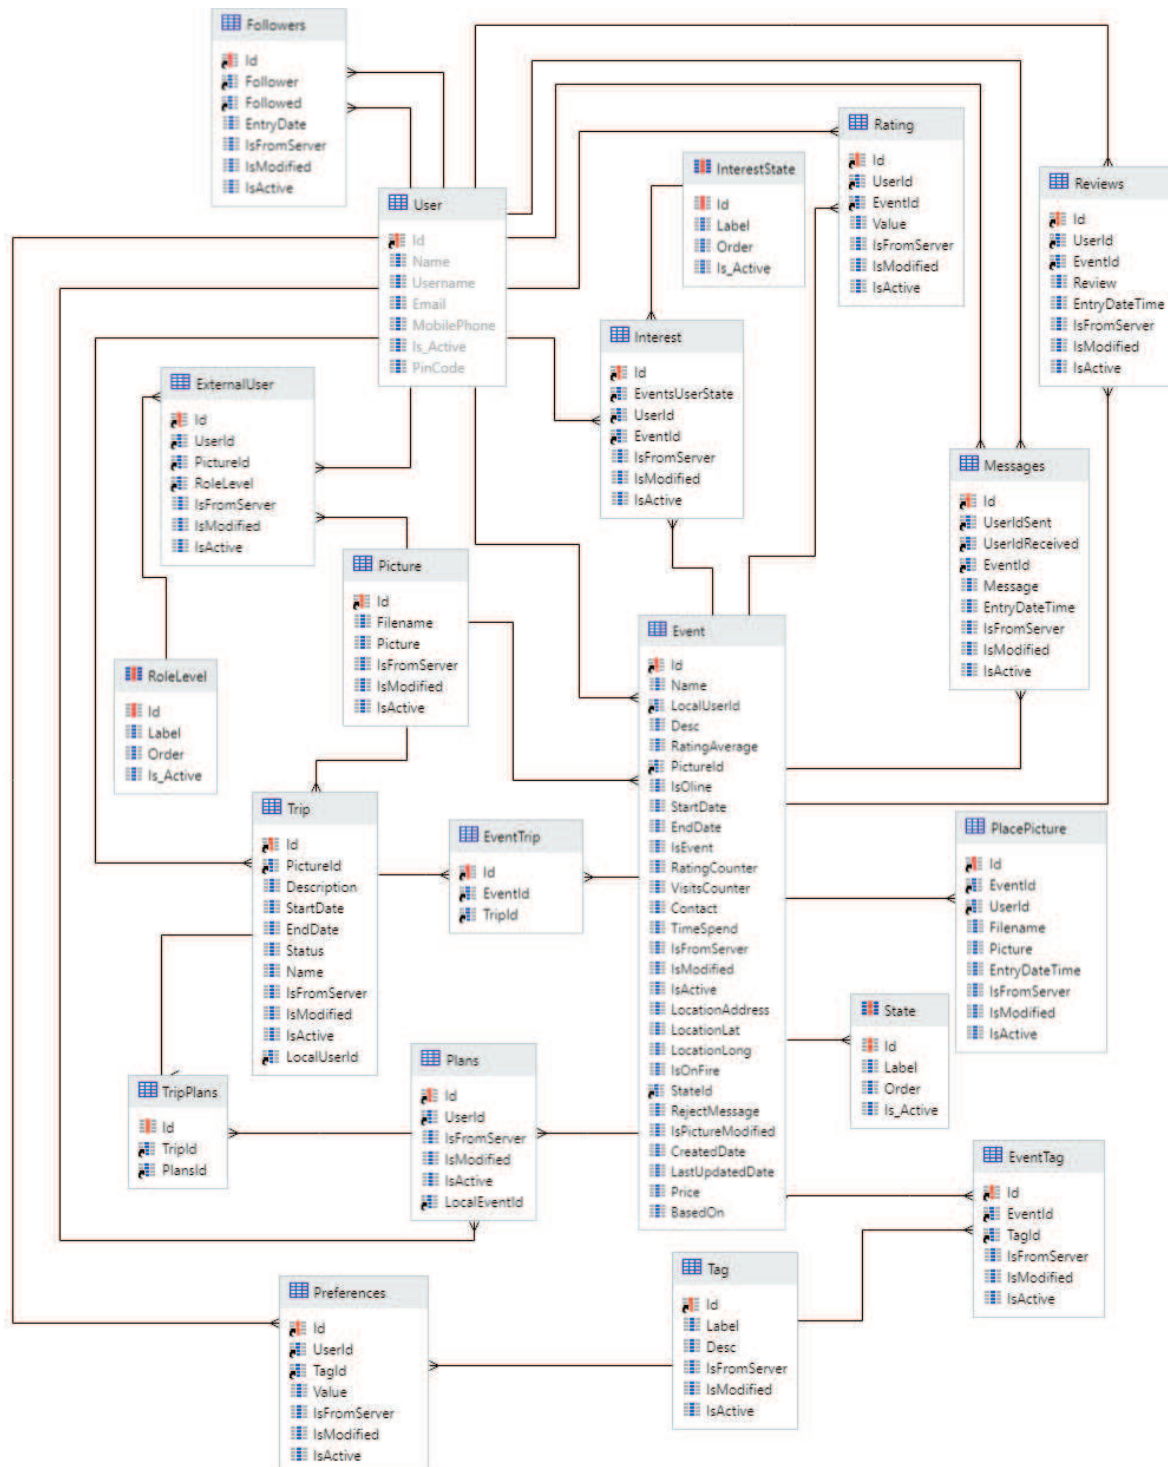 Followers
Id
Follower
Followed
EntryDate
IsFromServer
IsModified
IsActive
User
Id
Name
Username
Email
MobilePhone
Is_Active
PinCode
InterestState
Id
Label
Order
Is_Active
Rating
Id
UserId
EventId
Value
IsFromServer
IsModified
IsActive
Reviews
Id
UserId
EventId
Review
EntryDateTime
IsFromServer
IsModified
IsActive
ExternalUser
Id
UserId
PictureId
RoleLevel
IsFromServer
IsModified
IsActive
Interest
Id
EventsUserState
UserId
EventId
IsFromServer
IsModified
IsActive
Messages
Id
UserIdSent
UserIdReceived
EventId
Message
EntryDateTime
IsFromServer
IsModified
IsActive
Picture
Id
Filename
Picture
IsFromServer
IsModified
IsActive
RoleLevel
Id
Label
Order
Is_Active
Event
Id
Name
LocalUserId
Desc
RatingAverage
PictureId
IsOline
StartDate
EndDate
IsEvent
RatingCounter
VisitsCounter
Contact
TimeSpend
IsFromServer
IsModified
IsActive
LocationAddress
LocationLat
LocationLong
IsOnFire
StateId
RejectMessage
IsPictureModified
CreatedDate
LastUpdatedDate
Price
BasedOn
Trip
Id
PictureId
Description
StartDate
EndDate
Status
Name
IsFromServer
IsModified
IsActive
LocalUserId
EventTrip
Id
EventId
TripId
PlacePicture
Id
EventId
UserId
Filename
Picture
EntryDateTime
IsFromServer
IsModified
IsActive
State
Id
Label
Order
Is_Active
TripPlans
Id
TripId
PlansId
Plans
Id
UserId
IsFromServer
IsModified
IsActive
LocalEventId
EventTag
Id
EventId
TagId
IsFromServer
IsModified
IsActive
Preferences
Id
UserId
TagId
Value
IsFromServer
IsModified
IsActive
Tag
Id
Label
Desc
IsFromServer
IsModified
IsActive